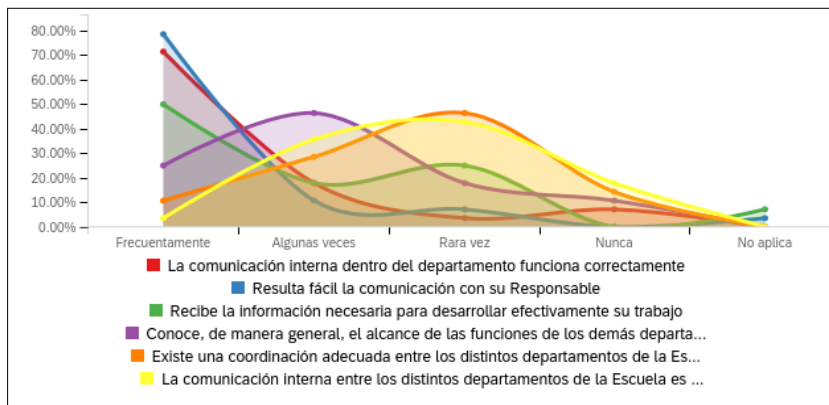 80.00%
70.00%
60.00%
50.00%
40.00%
30.00%
20.00%
10.00%
0.00%
Frecuentamente Algunas veces Rara vez Nunca No aplica
La comunicación interna dentro del departamento funciona correctamente
Resulta fácil la comunicación con su Responsable
Recibe la información necesaria para desarrollar efectivamente su trabajo
Conoce, de manera general, el alcance de las funciones de los demás departa...
Existe una coordinación adecuada entre los distintos departamentos de la Es...
La comunicación interna entre los distintos departamentos de la Escuela es ...